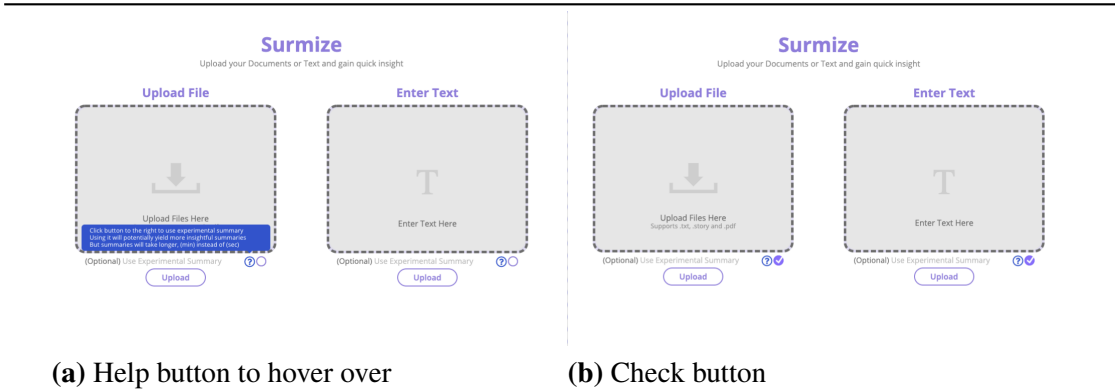 Surmize
Upload your Documents or Text and gain quick insight
Upload File
Enter Text
Upload Files Here
Click button to the right to use experimental summary
Using it will potentially yield more insightful summaries
But summaries will take longer, (min) instead of (sec)
Enter Text Here
(Optional) Use Experimental Summary ?
(Optional) Use Experimental Summary ?
Upload
Upload
(a) Help button to hover over
Surmize
Upload your Documents or Text and gain quick insight
Upload File
Enter Text
Upload Files Here
Supports .txt, .story and .pdf
Enter Text Here
(Optional) Use Experimental Summary ?
(Optional) Use Experimental Summary ?
Upload
Upload
(b) Check button